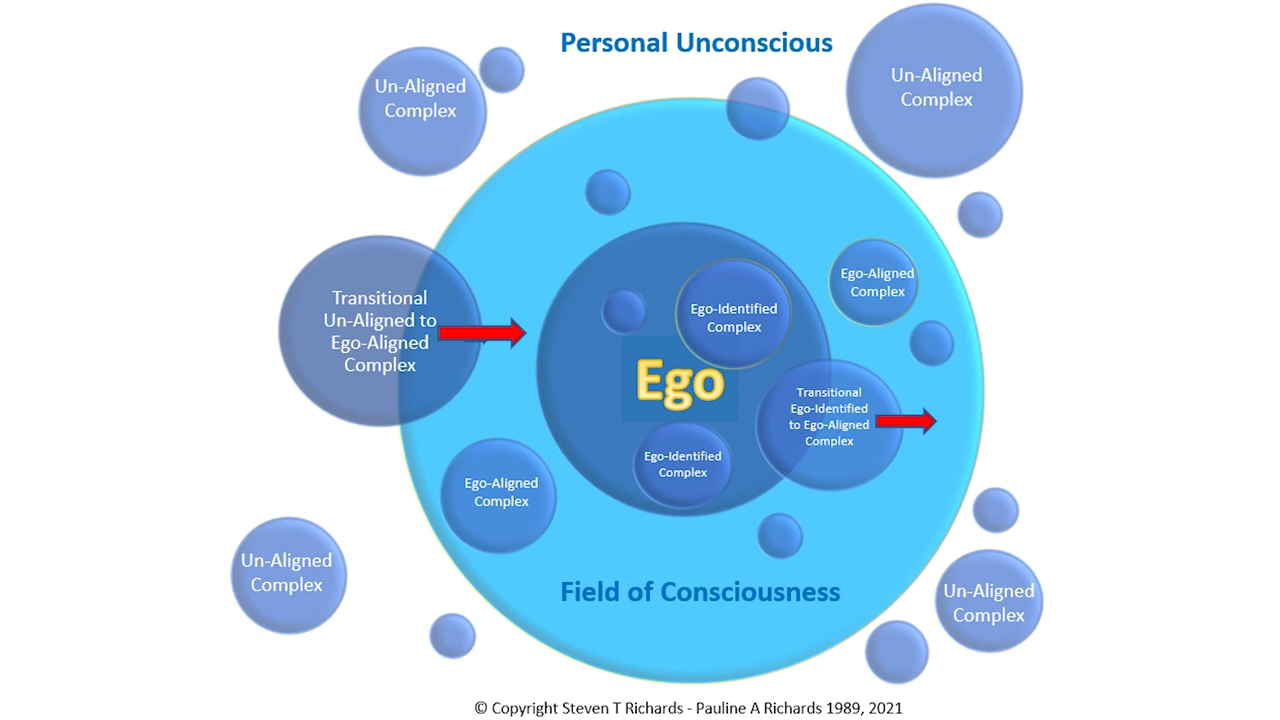 Personal Unconscious
Un-Aligned
Complex
Un-Aligned
Complex
Transitional
Un-Aligned to
Ego-Aligned
Complex
Ego-Aligned
Complex
Ego-Identified
Complex
Ego
Transitional
Ego-Identified
to Ego-Aligned
Complex
Ego-Identified
Complex
Ego-Aligned
Complex
Un-Aligned
Complex
Field of Consciousness
Un-Aligned
Complex
© Copyright Steven T Richards - Pauline A Richards 1989, 2021